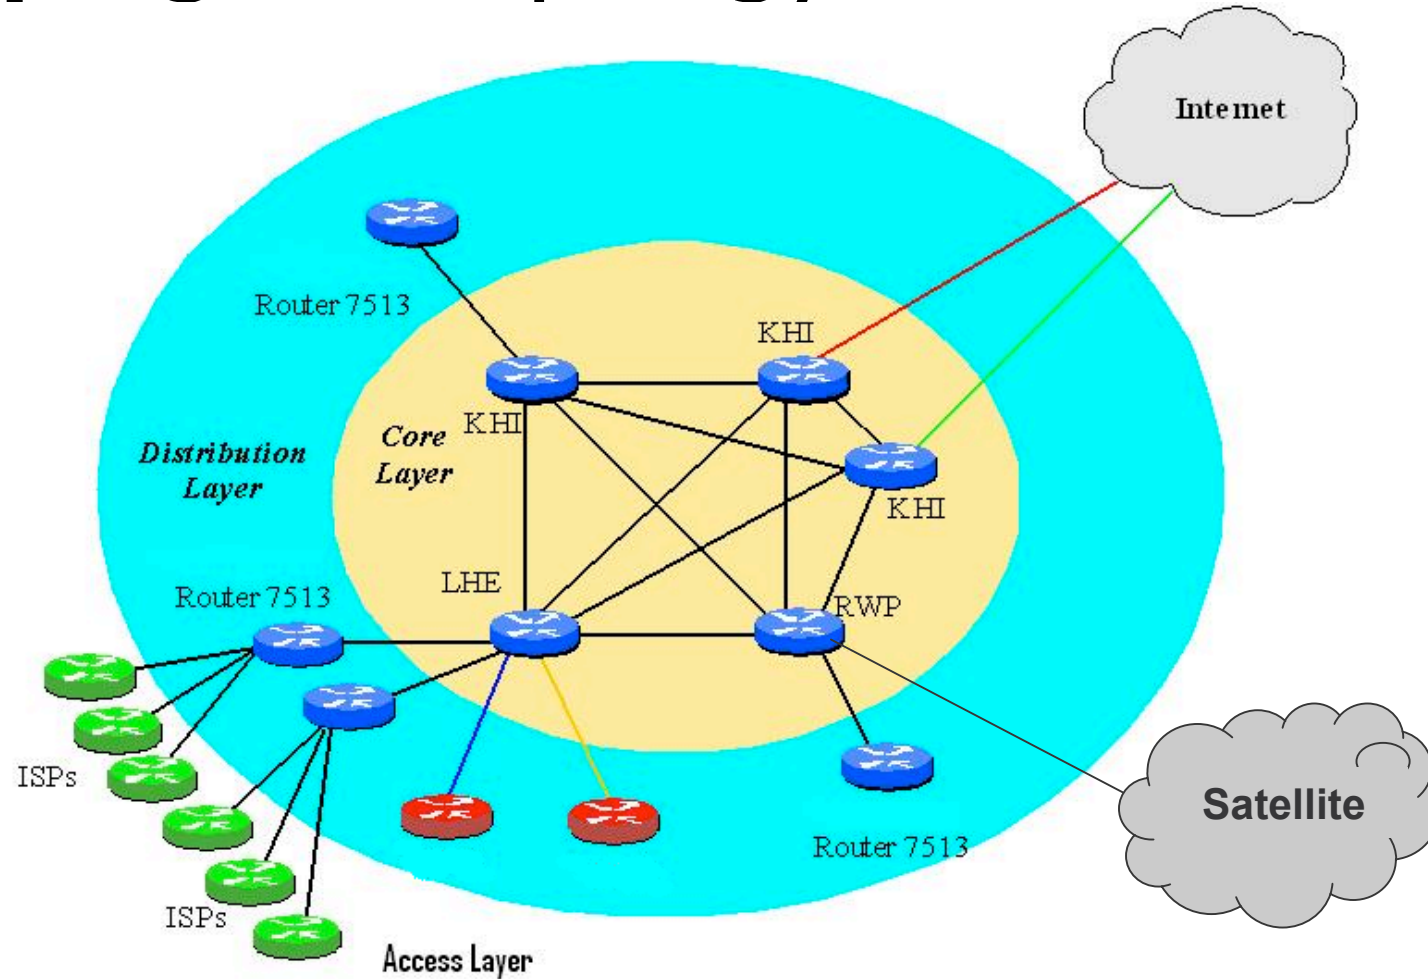 Internet
Router 7513
KHI
KHI
Core
Layer
Distribution
Layer
KHI
LHE
Router 7513
RWP
ISPs
Satellite
Router 7513
ISPs
Access Layer